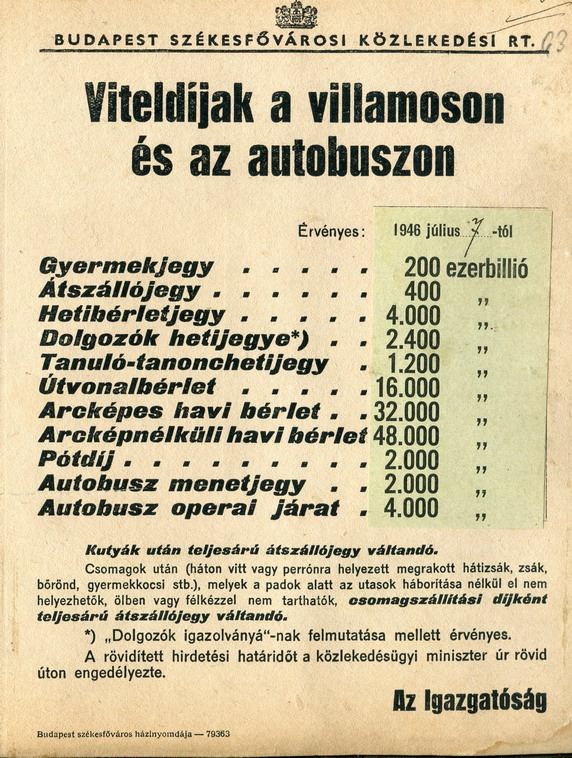 BUDAPEST SZÉKESFŐVÁROSI KÖZLEKEDÉSI RT. 63
Viteldíjak a villamoson
és az autobuszon
Érvényes: 1946 július 7 -tól
Gyermekjegy . . . . . 200 ezerbillió
Átszállójegy . . . . . . 400 „
Hetibérletjegy . . . . . 4.000 „
Dolgozók hetijegye*) . . 2.400 „
Tanuló-tanonchetijegy . 1.200 „
Útvonalbérlet . . . . . 16.000 „
Arcképes havi bérlet . . 32.000 „
Arcképnélküli havi bérlet 48.000 „
Pótdíj . . . . . . . . . 2.000 „
Autobusz menetjegy . . 2.000 „
Autobusz operai járat . 4.000 „
Kutyák után teljesárú átszállójegy váltandó.
Csomagok után (háton vitt vagy perrónra helyezett megrakott hátizsák, zsák,
bőrönd, gyermekkocsi stb.), melyek a padok alatt az utasok háborítása nélkül el nem
helyezhetők, ölben vagy félkézzel nem tarthatók, csomagszállítási díjként
teljesárú átszállójegy váltandó.
*) „Dolgozók igazolványá“-nak felmutatása mellett érvényes.
A rövidített hirdetési határidőt a közlekedésügyi miniszter úr rövid
úton engedélyezte.
Az Igazgatóság
Budapest székesfőváros házinyomdája — 79363